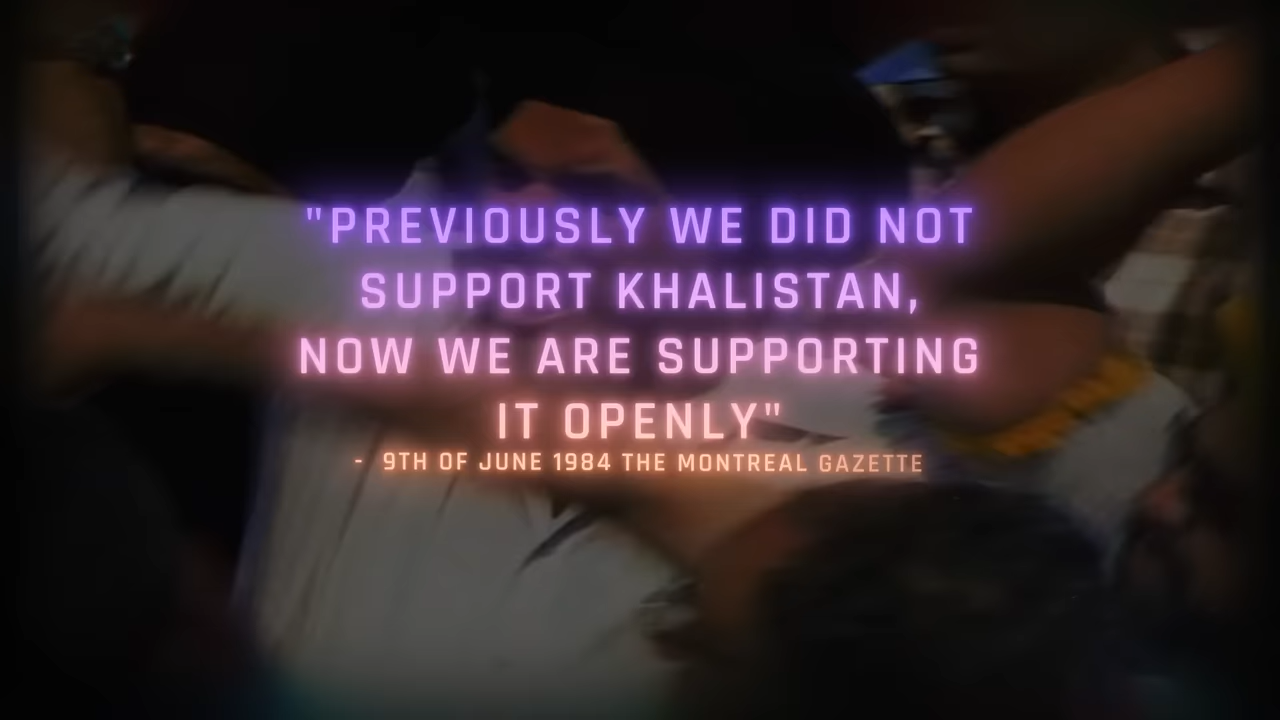 "PREVIOUSLY WE DID NOT
SUPPORT KHALISTAN,
NOW WE ARE SUPPORTING
IT OPENLY"
- 9TH OF JUNE 1984 THE MONTREAL GAZETTE